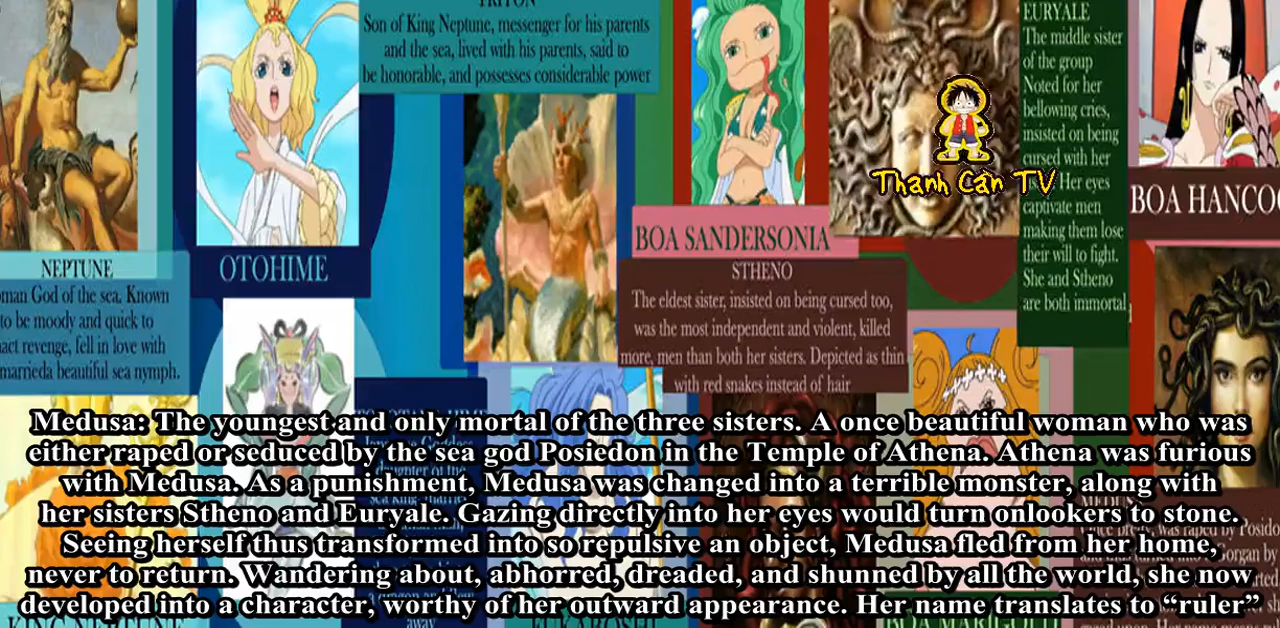 TRITON
Son of King Neptune, messenger for his parents
and the sea, lived with his parents, said to
be honorable, and possesses considerable power
EURYALE
The middle sister
of the group
Noted for her
bellowing cries,
insisted on being
cursed with her
Her eyes
captivate men
making them lose
their will to fight.
She and Stheno
are both immortal
Thanh Cân TV
BOA HANCO
BOA SANDERSONIA
STHENO
The eldest sister, insisted on being cursed too,
was the most independent and violent, killed
more, men than both her sisters. Depicted as thin
with red snakes instead of hair
NEPTUNE
man God of the sea. Known
to be moody and quick to
act revenge, fell in love with
marrieda beautiful sea nymph.
OTOHIME
Medusa: The youngest and only mortal of the three sisters. A once beautiful woman who was
either raped or seduced by the sea god Posiedon in the Temple of Athena. Athena was furious
with Medusa. As a punishment, Medusa was changed into a terrible monster, along with
her sisters Stheno and Euryale. Gazing directly into her eyes would turn onlookers to stone.
Seeing herself thus transformed into so repulsive an object, Medusa fled from her home,
never to return. Wandering about, abhorred, dreaded, and shunned by all the world, she now
developed into a character, worthy of her outward appearance. Her name translates to “ruler”
KING NEPTUNE
away
BOA MARIGOLD